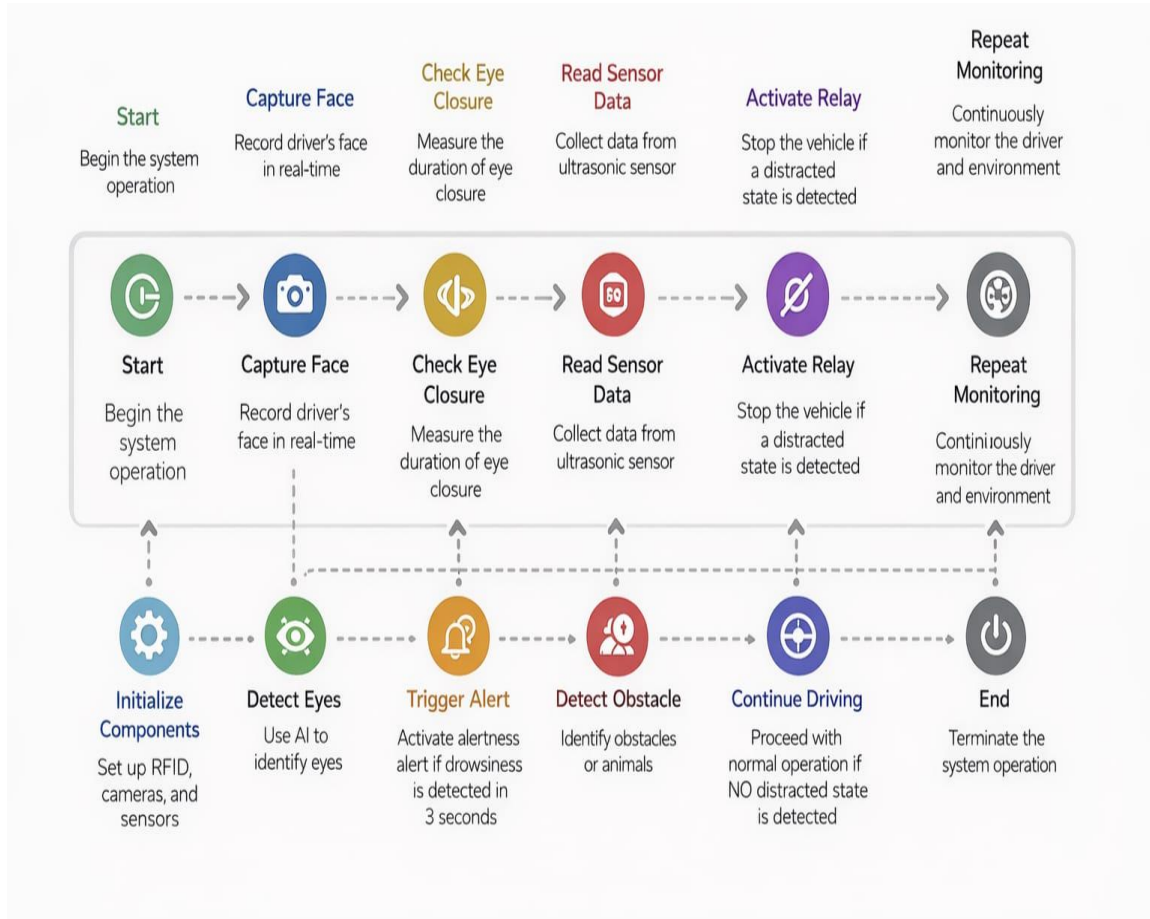 Start
Begin the system
operation
Capture Face
Record driver's face
in real-time
Check Eye
Closure
Measure the
duration of eye
closure
Read Sensor
Data
Collect data from
ultrasonic sensor
Activate Relay
Stop the vehicle if
a distracted
state is detected
Repeat
Monitoring
Continuously
monitor the driver
and environment
Start
Begin the
system
operation
Capture Face
Record driver's
face in real-time
Check Eye
Closure
Measure the
duration of eye
closure
Read Sensor
Data
Collect data from
ultrasonic sensor
Activate Relay
Stop the vehicle if
a distracted
state is detected
Repeat
Monitoring
Continiously
monitor the driver
and environment
Initialize
Components
Set up RFID,
cameras, and
sensors
Detect Eyes
Use AI to
identify eyes
Trigger Alert
Activate alertness
alert if drowsiness
is detected in
3 seconds
Detect Obstacle
Identify obstacles
or animals
Continue Driving
Proceed with
normal operation if
NO distracted state
is detected
End
Terminate the
system operation